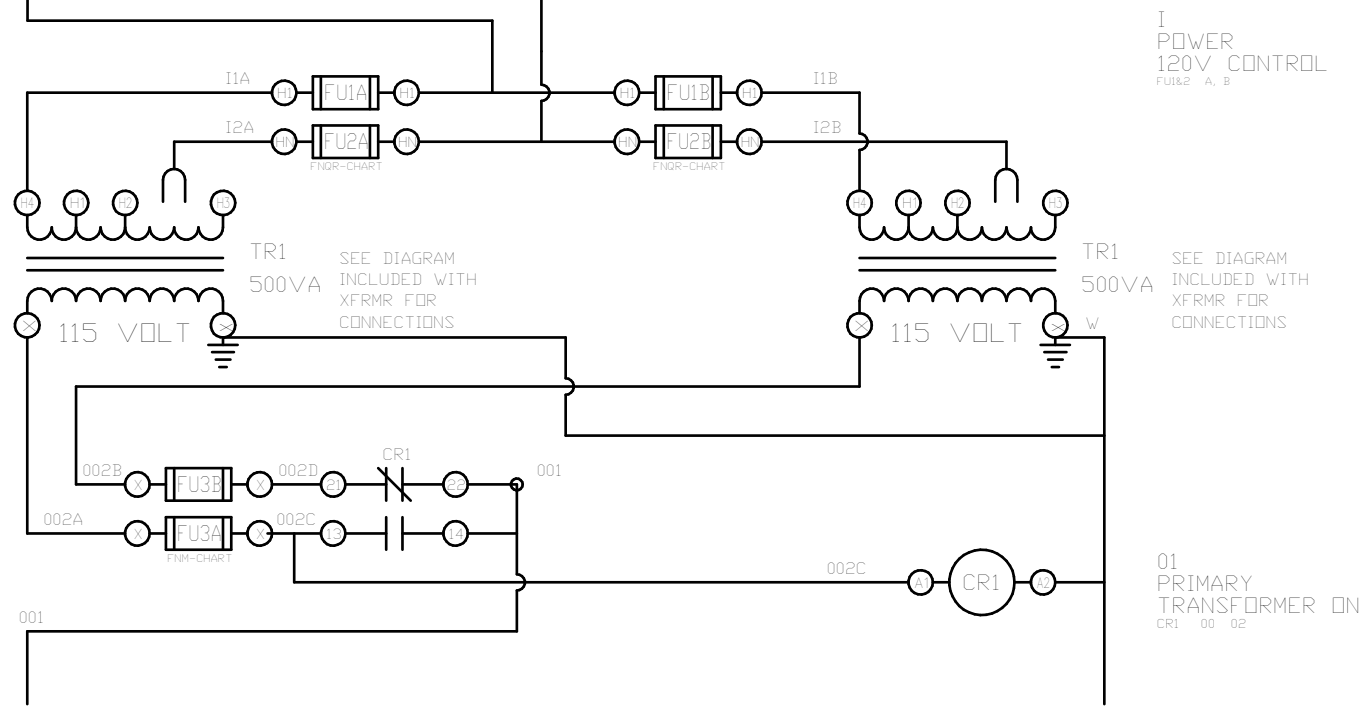 I
POWER
120V CONTROL
FU1&2 A, B
I1A
H1
FU1A
H1
H1
FU1B
H1
I1B
I2A
HN
FU2A
HN
HN
FU2B
HN
I2B
FNQR-CHART
FNQR-CHART
H4
H1
H2
H3
H4
H1
H2
H3
TR1
500VA
SEE DIAGRAM
INCLUDED WITH
XFRMR FOR
CONNECTIONS
TR1
500VA
SEE DIAGRAM
INCLUDED WITH
XFRMR FOR
CONNECTIONS
X
115 VOLT
X
X
115 VOLT
X
W
CR1
002B
X
FU3B
X
002D
21
22
001
002A
X
FU3A
X
002C
13
14
FNM-CHART
002C
A1
CR1
A2
01
PRIMARY
TRANSFORMER ON
CR1 00 02
001